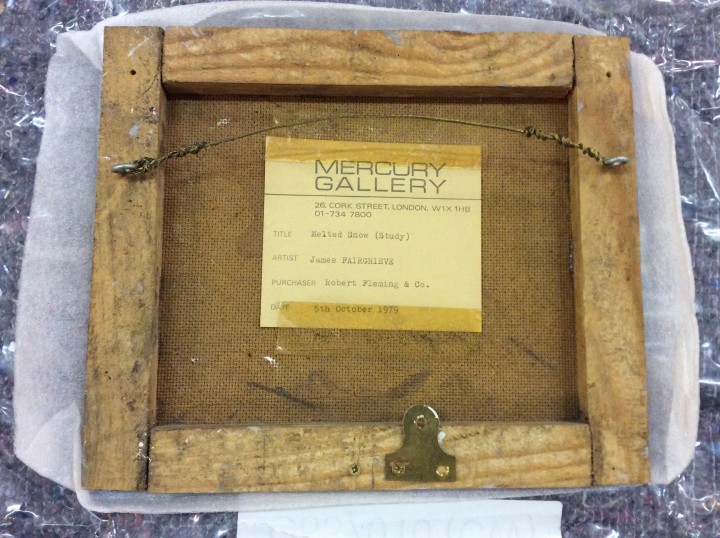 MERCURY
GALLERY
26, CORK STREET, LONDON, W1X 1HB
01-734 7800
TITLE Melted Snow (Study)
ARTIST James FAIRGRIEVE
PURCHASER Robert Fleming & Co.
DATE 5th October 1979